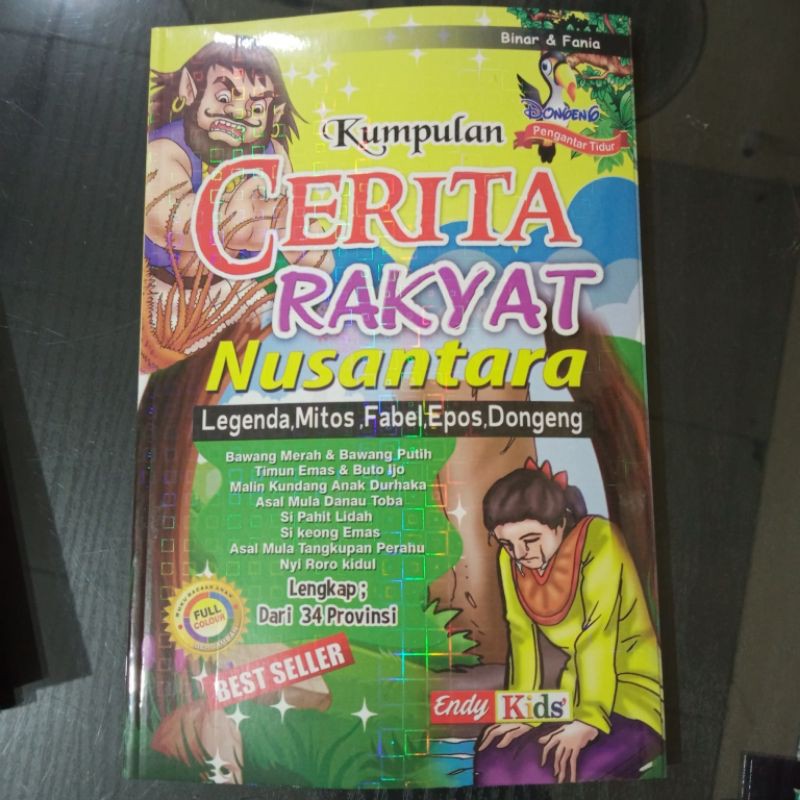 Binar & Fania
DONGENG
Pengantar Tidur
Kumpulan
CERITA
RAKYAT
Nusantara
Legenda,Mitos ,Fabel,Epos,Dongeng
Bawang Merah & Bawang Putih
Timun Emas & Buto Ijo
Malin Kundang Anak Durhaka
Asal Mula Danau Toba
Si Pahit Lidah
Si keong Emas
Asal Mula Tangkupan Perahu
Nyi Roro kidul
Lengkap ;
Dari 34 Provinsi
FULL
COLOUR
BEST SELLER
Endy Kids